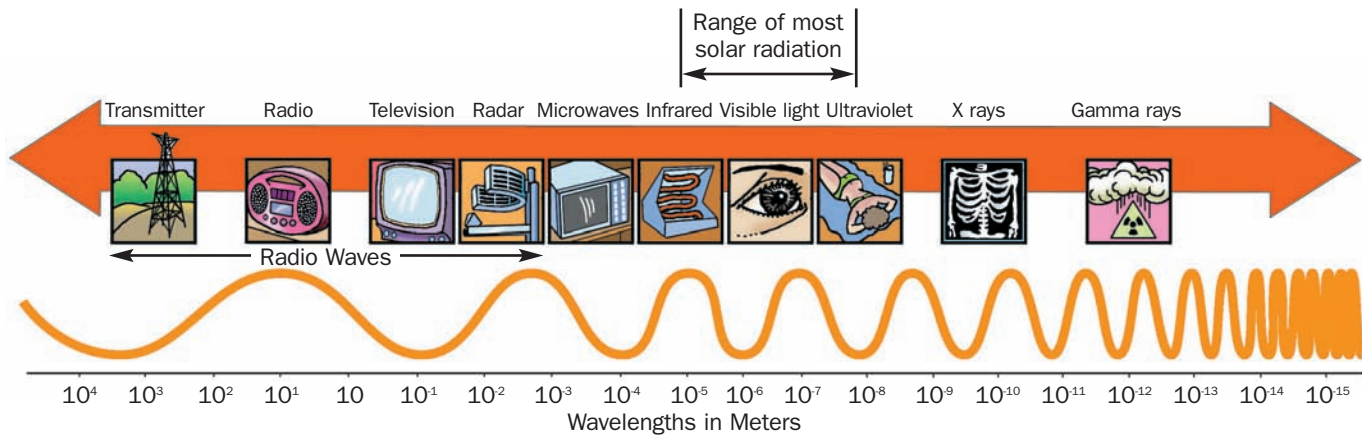 Range of most
solar radiation
Transmitter Radio Television Radar Microwaves Infrared Visible light Ultraviolet X rays Gamma rays
Radio Waves
10⁴ 10³ 10² 10¹ 10 10⁻¹ 10⁻² 10⁻³ 10⁻⁴ 10⁻⁵ 10⁻⁶ 10⁻⁷ 10⁻⁸ 10⁻⁹ 10⁻¹⁰ 10⁻¹¹ 10⁻¹² 10⁻¹³ 10⁻¹⁴ 10⁻¹⁵
Wavelengths in Meters